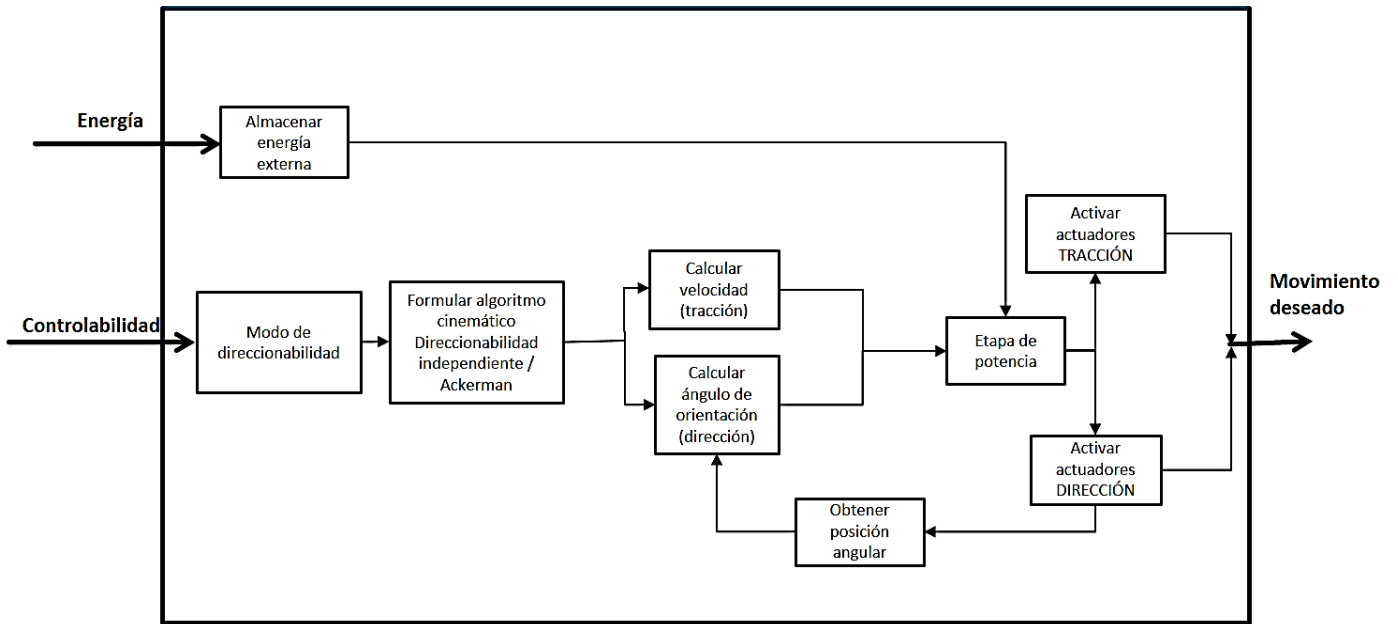 Energía
Almacenar
energía
externa
Controlabilidad
Modo de
direccionabilidad
Formular algoritmo
cinemático
Direccionabilidad
independiente /
Ackerman
Calcular
velocidad
(tracción)
Calcular
ángulo de
orientación
(dirección)
Etapa de
potencia
Activar
actuadores
TRACCIÓN
Activar
actuadores
DIRECCIÓN
Obtener
posición
angular
Movimiento
deseado